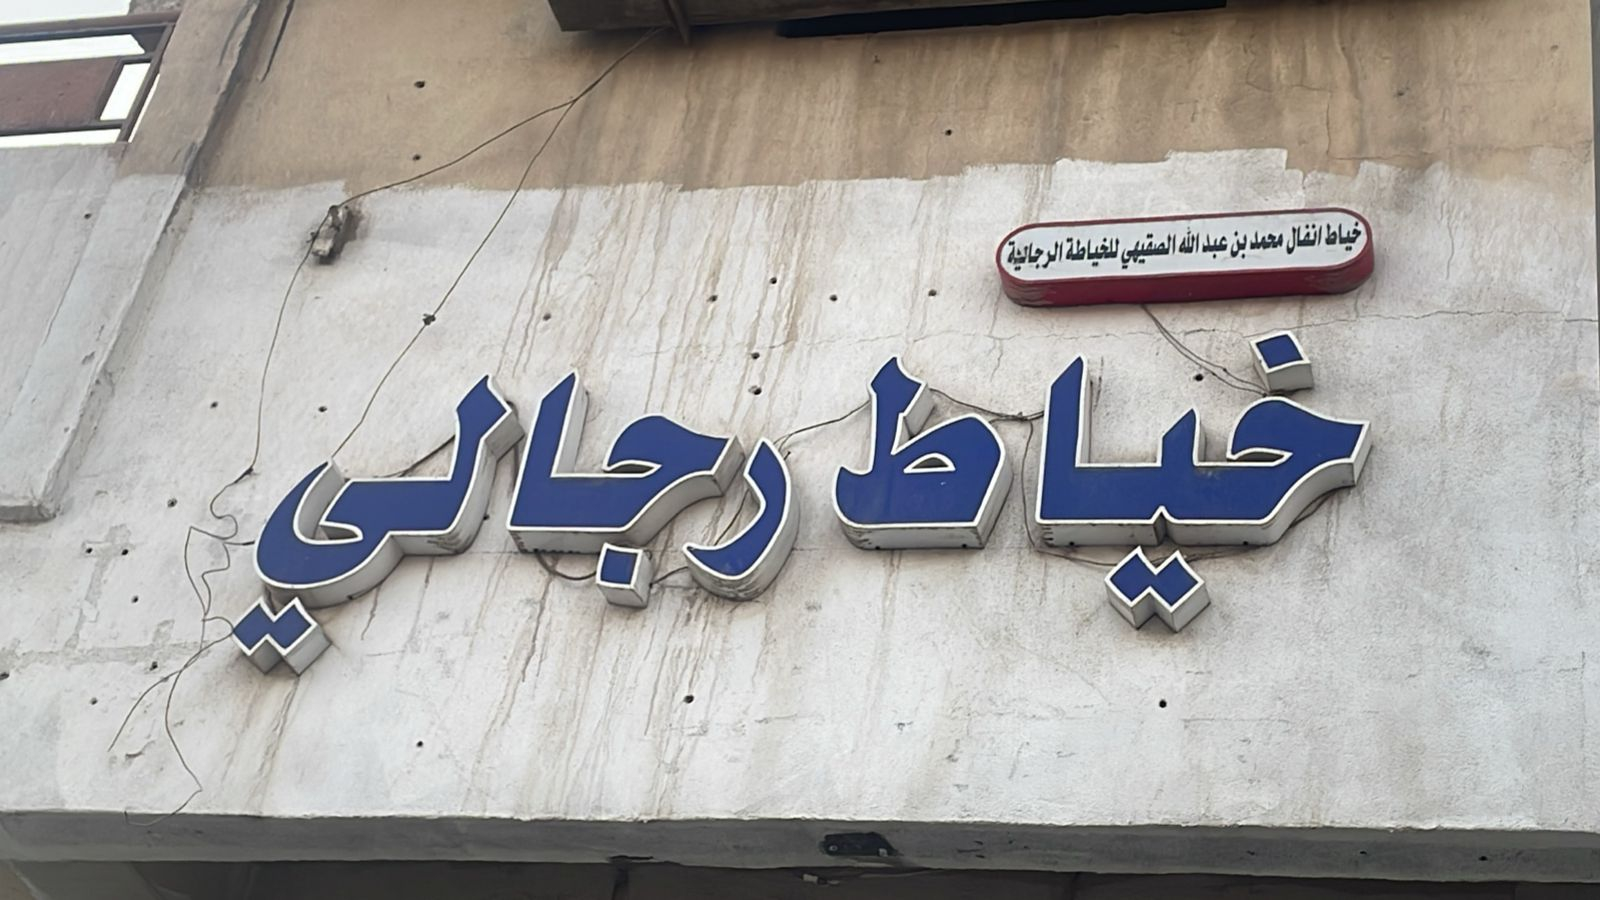 خياط انفال محمد بن عبد الله الصقيهي للخياطة الرجالية
خياط رجالي